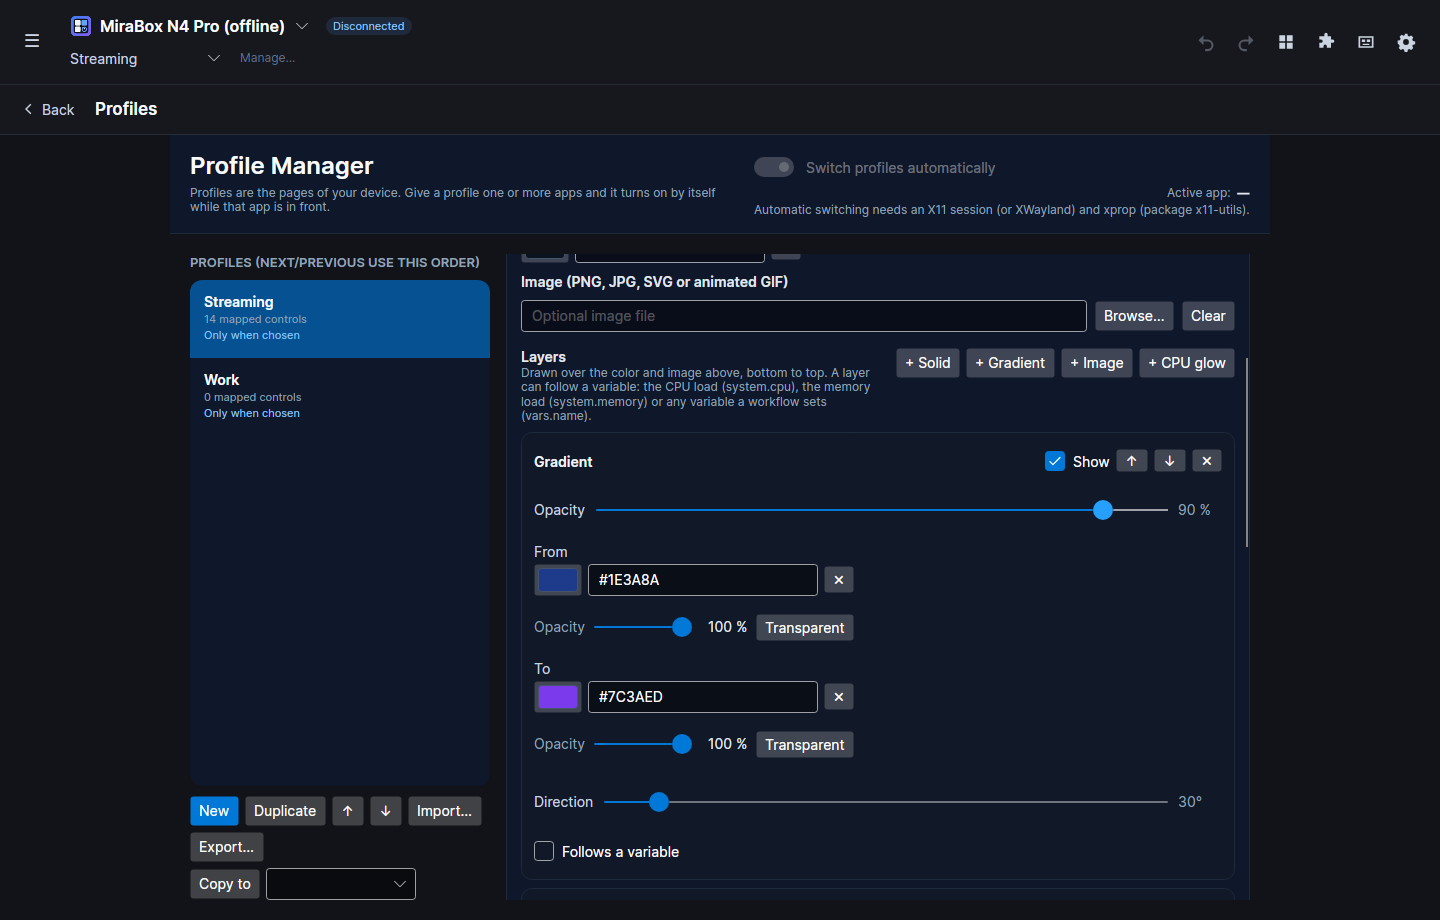 MiraBox N4 Pro (offline)
Disconnected
Streaming
Manage...
Back
Profiles
Profile Manager
Profiles are the pages of your device. Give a profile one or more apps and it turns on by itself
while that app is in front.
Switch profiles automatically
Active app: —
Automatic switching needs an X11 session (or XWayland) and xprop (package x11-utils).
PROFILES (NEXT/PREVIOUS USE THIS ORDER)
Streaming
14 mapped controls
Only when chosen
Work
0 mapped controls
Only when chosen
New
Duplicate
Import...
Export...
Copy to
Image (PNG, JPG, SVG or animated GIF)
Optional image file
Browse...
Clear
Layers
Drawn over the color and image above, bottom to top. A layer
can follow a variable: the CPU load (system.cpu), the memory
load (system.memory) or any variable a workflow sets
(vars.name).
+ Solid
+ Gradient
+ Image
+ CPU glow
Gradient
Show
Opacity
90 %
From
#1E3A8A
Opacity
100 %
Transparent
To
#7C3AED
Opacity
100 %
Transparent
Direction
30°
Follows a variable